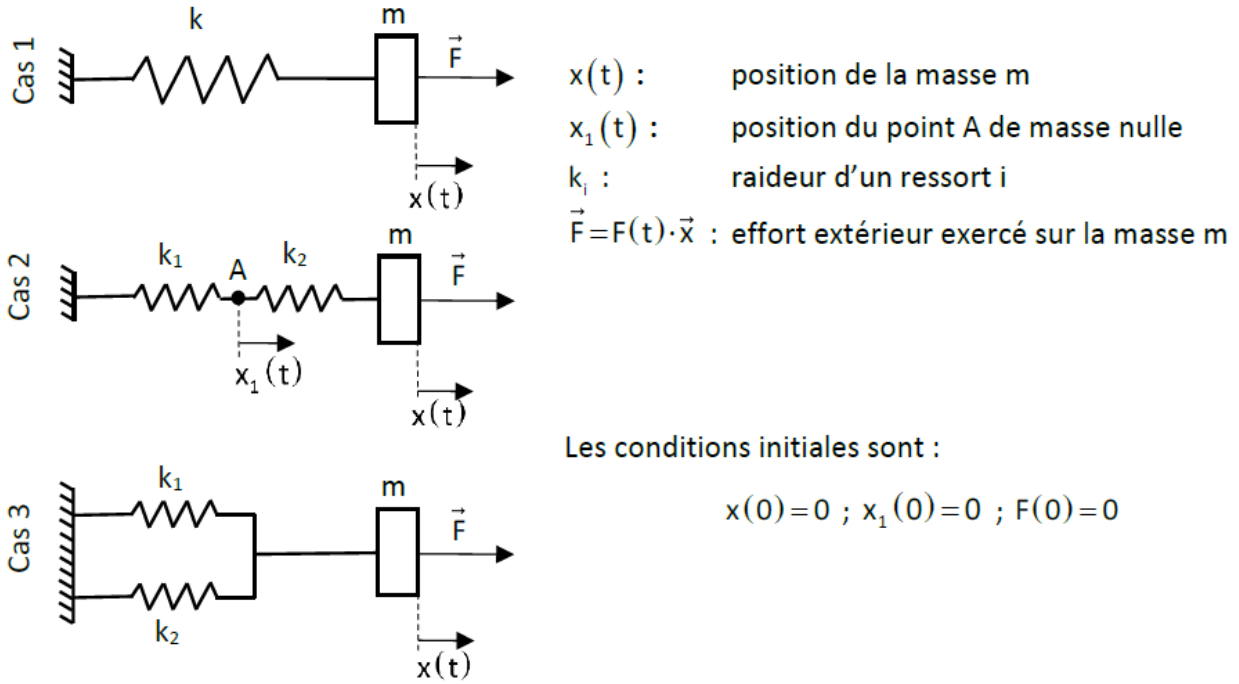 Cas 1
k
m
F⃗
x(t)
Cas 2
k₁
A
k₂
m
F⃗
x₁(t)
x(t)
Cas 3
k₁
k₂
m
F⃗
x(t)
x(t) : position de la masse m
x₁(t) : position du point A de masse nulle
kᵢ : raideur d’un ressort i
F⃗=F(t)·x⃗ : effort extérieur exercé sur la masse m
Les conditions initiales sont :
x(0)=0 ; x₁(0)=0 ; F(0)=0